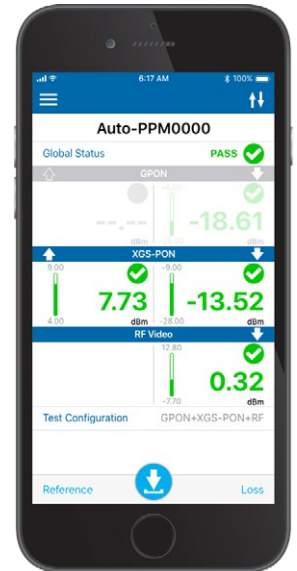 6:17 AM
100%
Auto-PPM0000
Global Status PASS
GPON
--.-- -18.61
dBm dBm
XGS-PON
9.00 -9.00
7.73 -13.52
4.00 dBm -28.00 dBm
RF Video
12.80
0.32
-7.70 dBm
Test Configuration GPON+XGS-PON+RF
Reference Loss